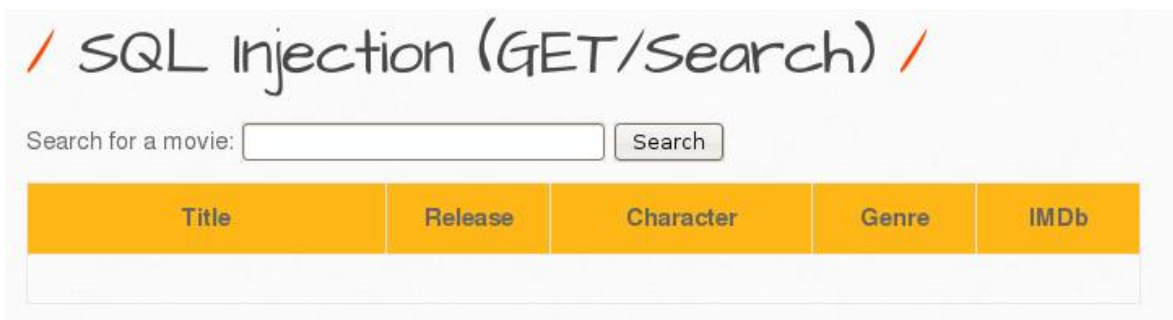 / SQL Injection (GET/Search) /
Search for a movie: Search
Title Release Character Genre IMDb